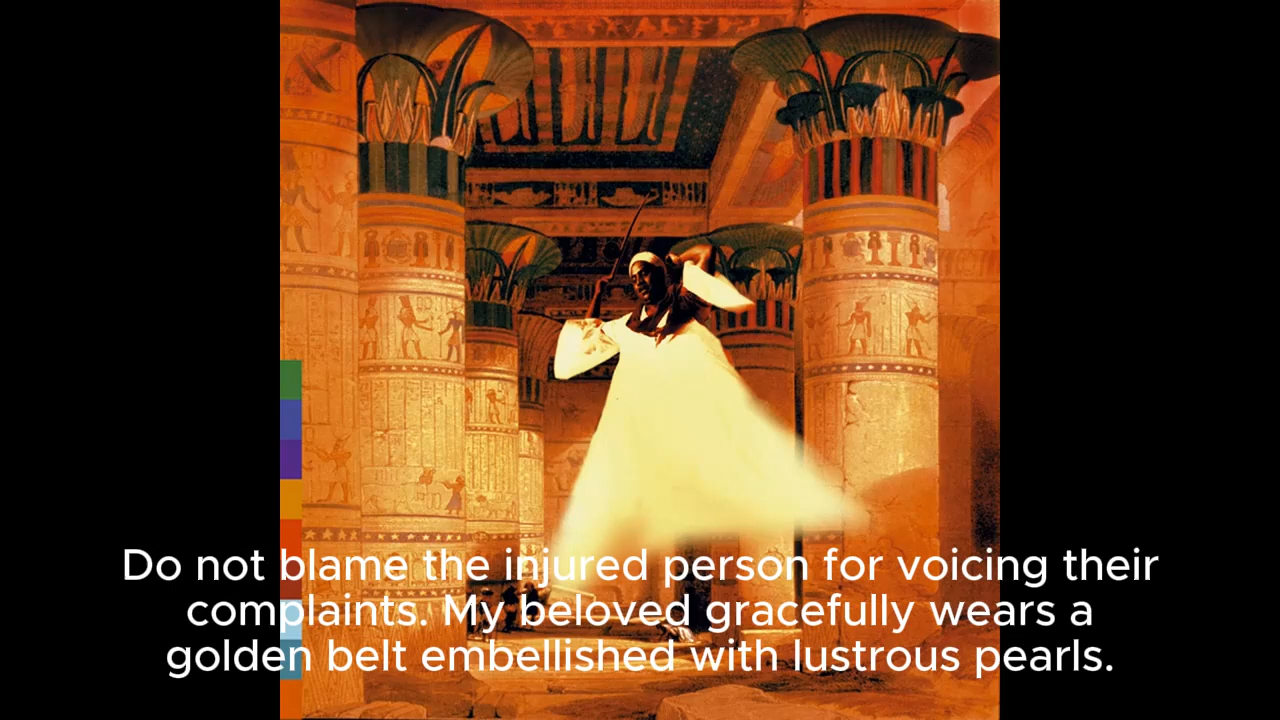 Do not blame the injured person for voicing their
complaints. My beloved gracefully wears a
golden belt embellished with lustrous pearls.